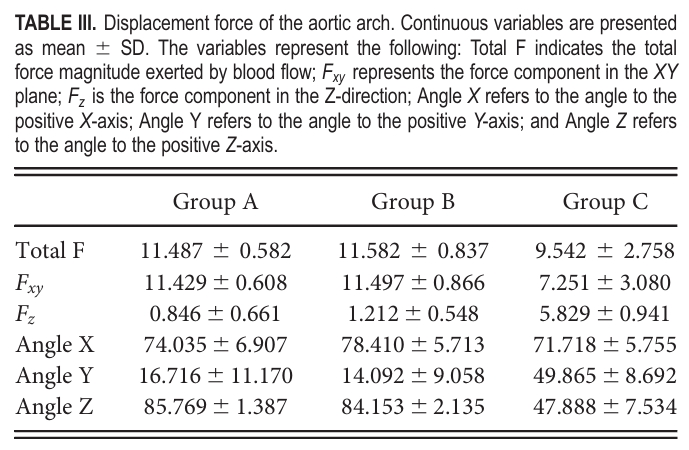 TABLE III. Displacement force of the aortic arch. Continuous variables are presented
as mean ± SD. The variables represent the following: Total F indicates the total
force magnitude exerted by blood flow; Fxy represents the force component in the XY
plane; Fz is the force component in the Z-direction; Angle X refers to the angle to the
positive X-axis; Angle Y refers to the angle to the positive Y-axis; and Angle Z refers
to the angle to the positive Z-axis.
Group A Group B Group C
Total F 11.487 ± 0.582 11.582 ± 0.837 9.542 ± 2.758
Fxy 11.429 ± 0.608 11.497 ± 0.866 7.251 ± 3.080
Fz 0.846 ± 0.661 1.212 ± 0.548 5.829 ± 0.941
Angle X 74.035 ± 6.907 78.410 ± 5.713 71.718 ± 5.755
Angle Y 16.716 ± 11.170 14.092 ± 9.058 49.865 ± 8.692
Angle Z 85.769 ± 1.387 84.153 ± 2.135 47.888 ± 7.534